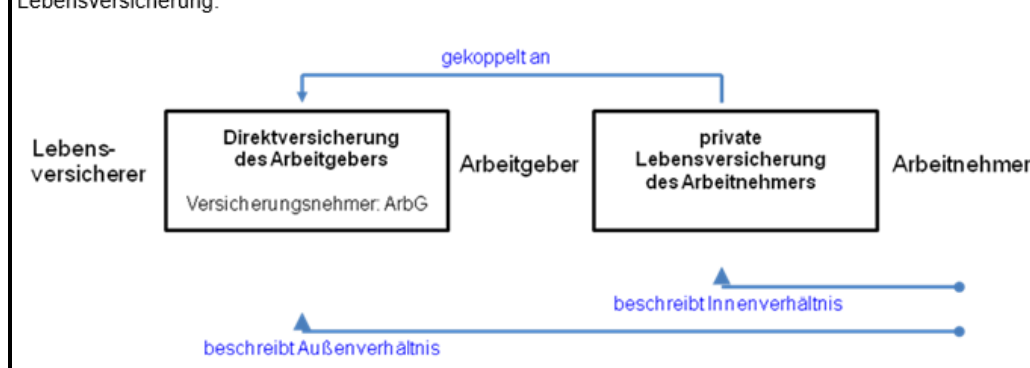 Lebensversicherung:
gekoppelt an
Lebens-
versicherer
Direktversicherung
des Arbeitgebers
Versicherungsnehmer: ArbG
Arbeitgeber
private
Lebensversicherung
des Arbeitnehmers
Arbeitnehmer
beschreibt Innenverhältnis
beschreibt Außenverhältnis